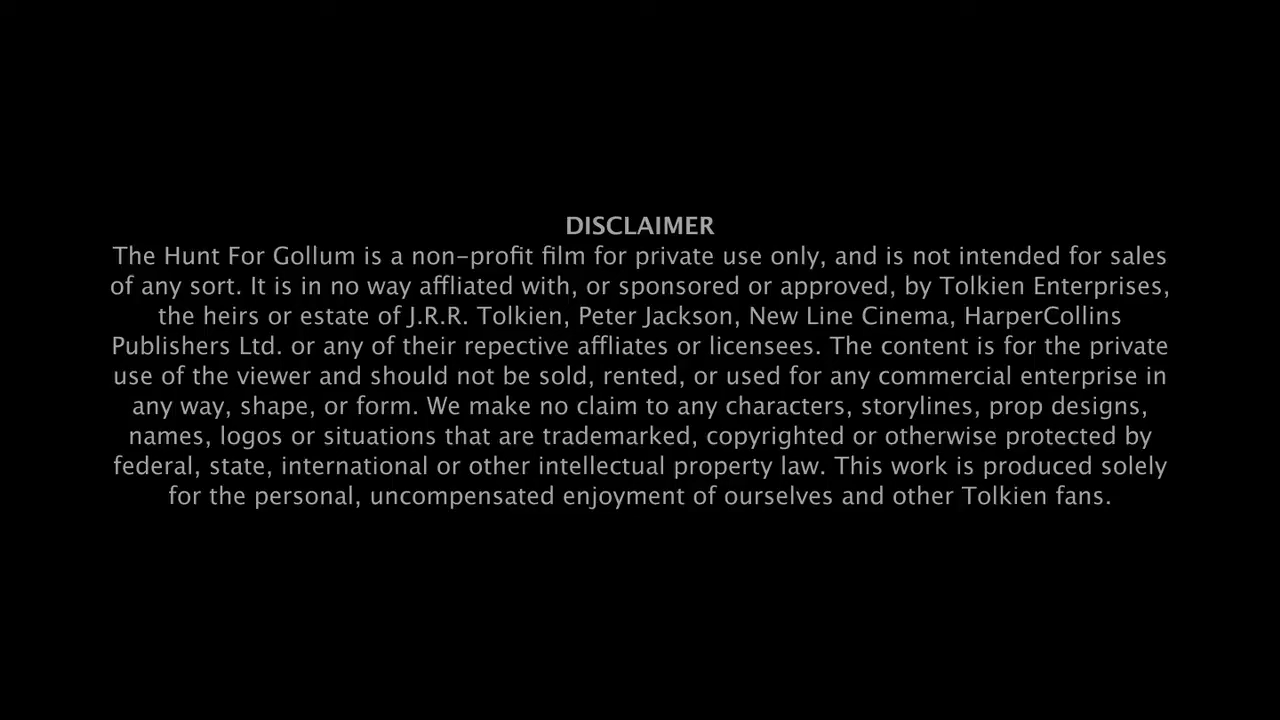 DISCLAIMER
The Hunt For Gollum is a non-profit film for private use only, and is not intended for sales
of any sort. It is in no way affliated with, or sponsored or approved, by Tolkien Enterprises,
the heirs or estate of J.R.R. Tolkien, Peter Jackson, New Line Cinema, HarperCollins
Publishers Ltd. or any of their repective affliates or licensees. The content is for the private
use of the viewer and should not be sold, rented, or used for any commercial enterprise in
any way, shape, or form. We make no claim to any characters, storylines, prop designs,
names, logos or situations that are trademarked, copyrighted or otherwise protected by
federal, state, international or other intellectual property law. This work is produced solely
for the personal, uncompensated enjoyment of ourselves and other Tolkien fans.